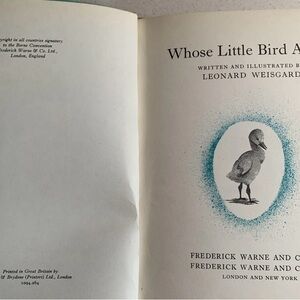 copyright in all countries signatory
to the Berne Convention
Frederick Warne & Co. Ltd.,
London, England
Printed in Great Britain by
& Brydone (Printers) Ltd., London
1094.264
Whose Little Bird A
WRITTEN AND ILLUSTRATED B
LEONARD WEISGARD
FREDERICK WARNE AND C
FREDERICK WARNE AND C
LONDON AND NEW YORK